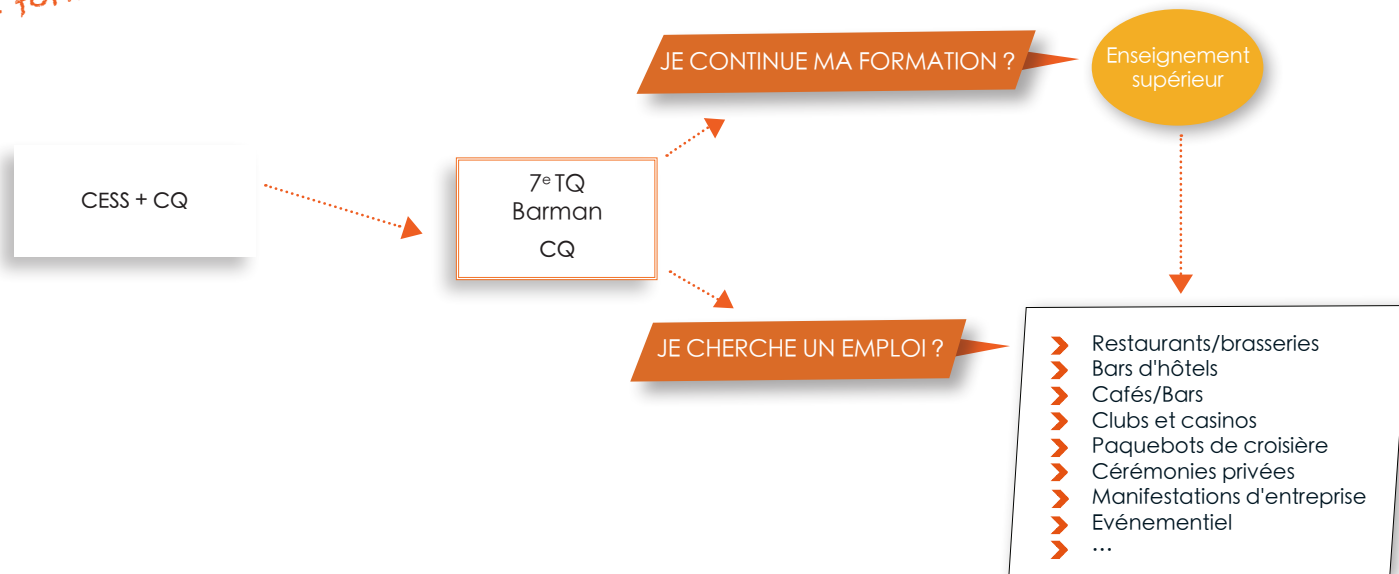 JE CONTINUE MA FORMATION ?
Enseignement
supérieur
CESS + CQ
7e TQ
Barman
CQ
JE CHERCHE UN EMPLOI ?
Restaurants/brasseries
Bars d'hôtels
Cafés/Bars
Clubs et casinos
Paquebots de croisière
Cérémonies privées
Manifestations d'entreprise
Evénementiel
...